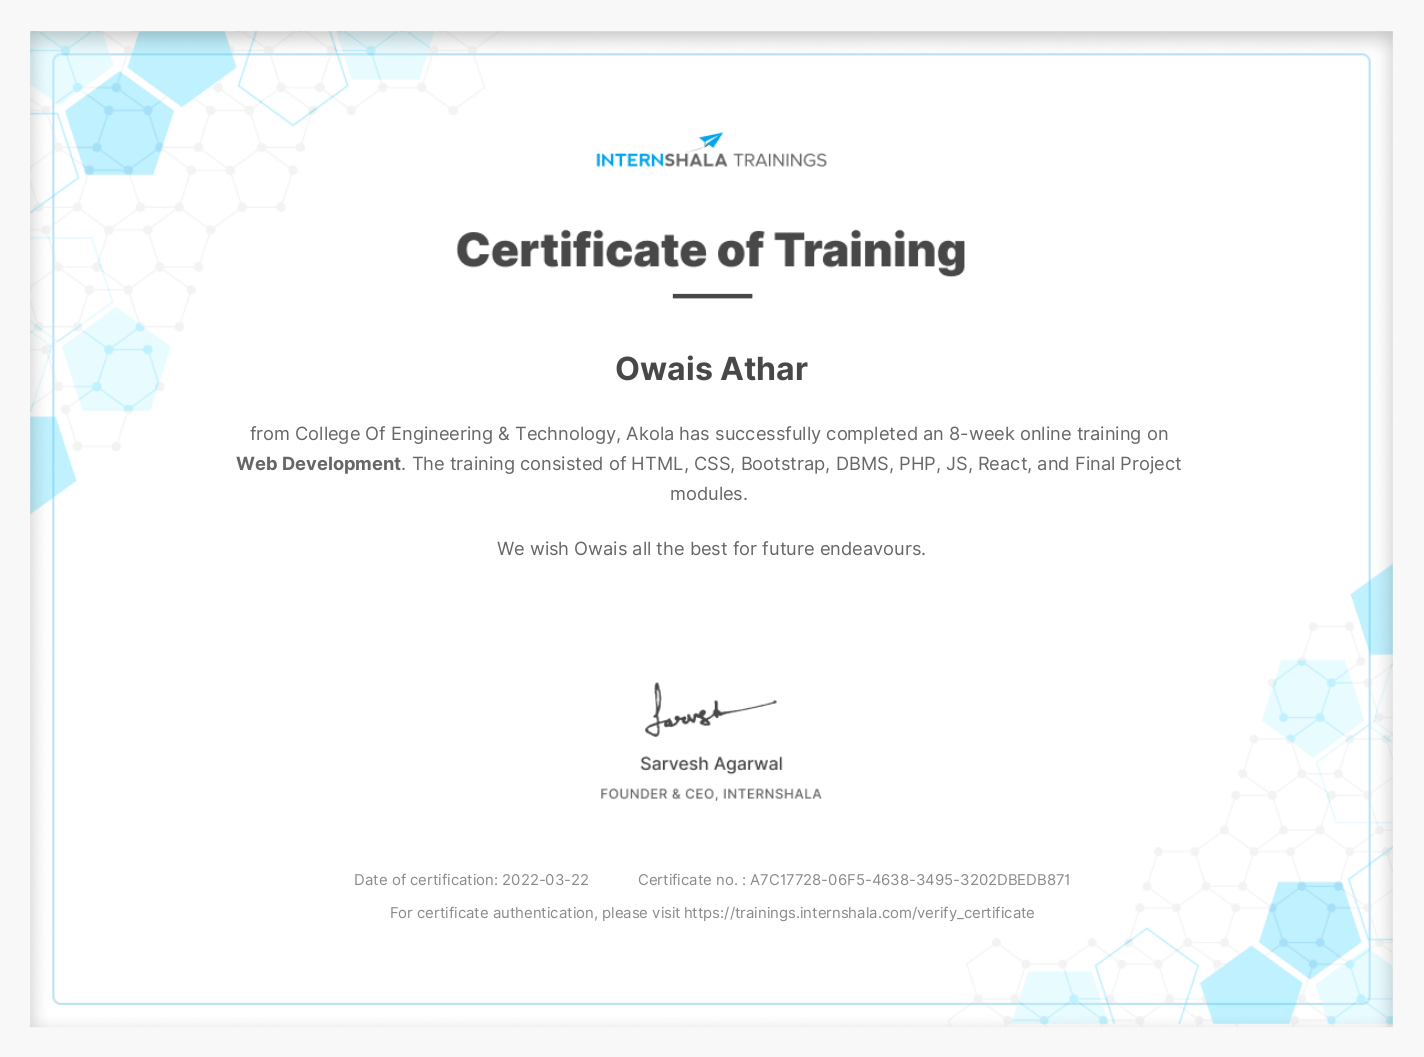 INTERNSHALA TRAININGS
Certificate of Training
Owais Athar
from College Of Engineering & Technology, Akola has successfully completed an 8-week online training on
Web Development. The training consisted of HTML, CSS, Bootstrap, DBMS, PHP, JS, React, and Final Project
modules.
We wish Owais all the best for future endeavours.
Sarvesh
Sarvesh Agarwal
FOUNDER & CEO, INTERNSHALA
Date of certification: 2022-03-22 Certificate no. : A7C17728-06F5-4638-3495-3202DBEDB871
For certificate authentication, please visit https://trainings.internshala.com/verify_certificate